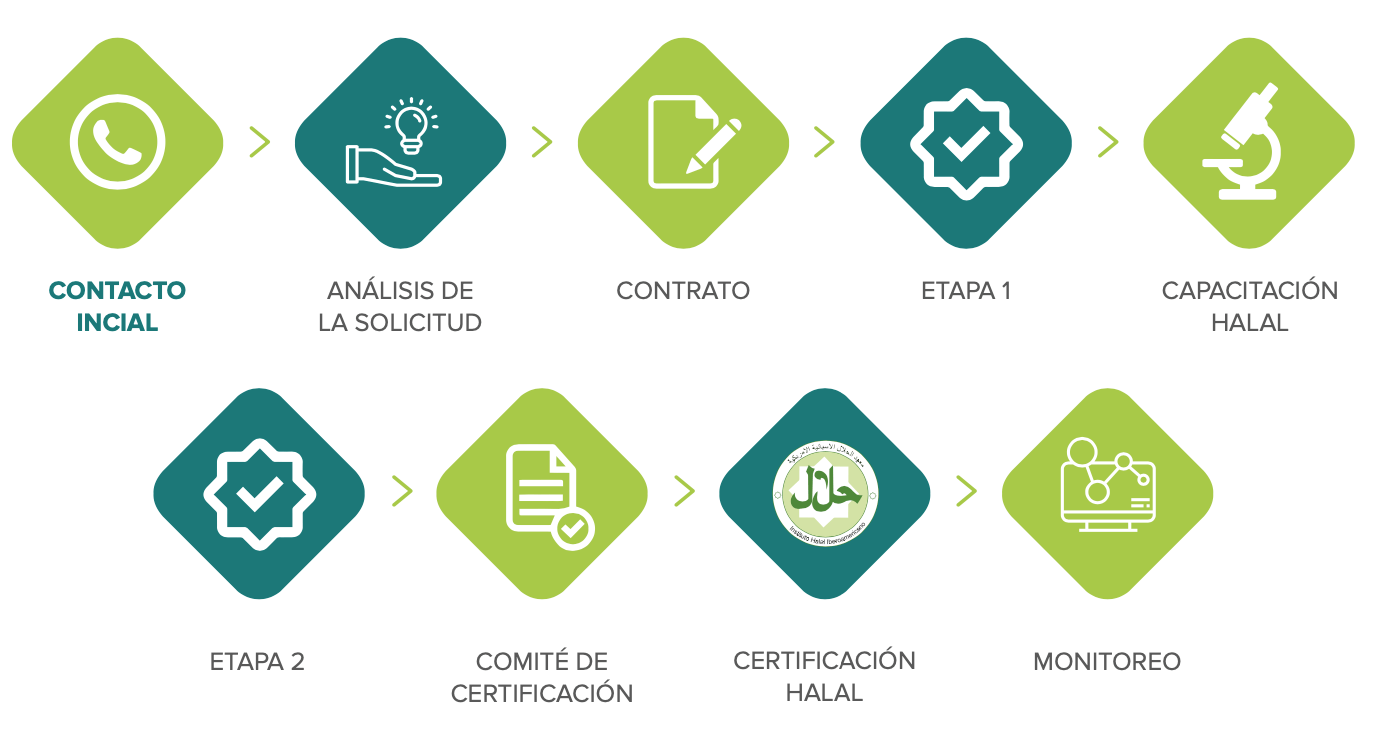 CONTACTO
INCIAL
ANÁLISIS DE
LA SOLICITUD
CONTRATO
ETAPA 1
CAPACITACIÓN
HALAL
ETAPA 2
COMITÉ DE
CERTIFICACIÓN
حلال
Instituto Halal Iberoamericano
CERTIFICACIÓN
HALAL
MONITOREO